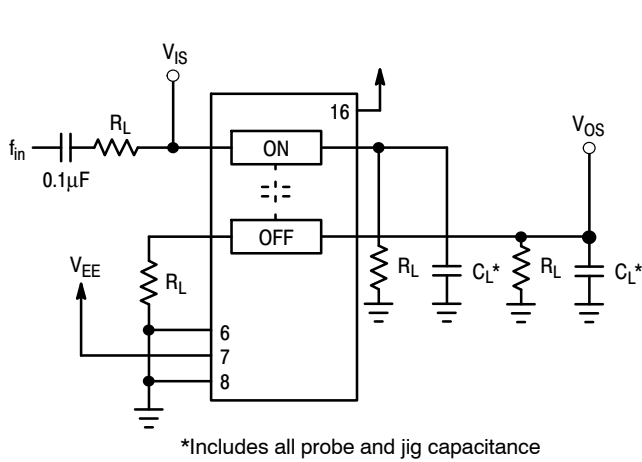 V_IS
16
R_L
f_in
0.1µF
ON
V_OS
OFF
V_EE
R_L
R_L
C_L*
R_L
C_L*
6
7
8
*Includes all probe and jig capacitance